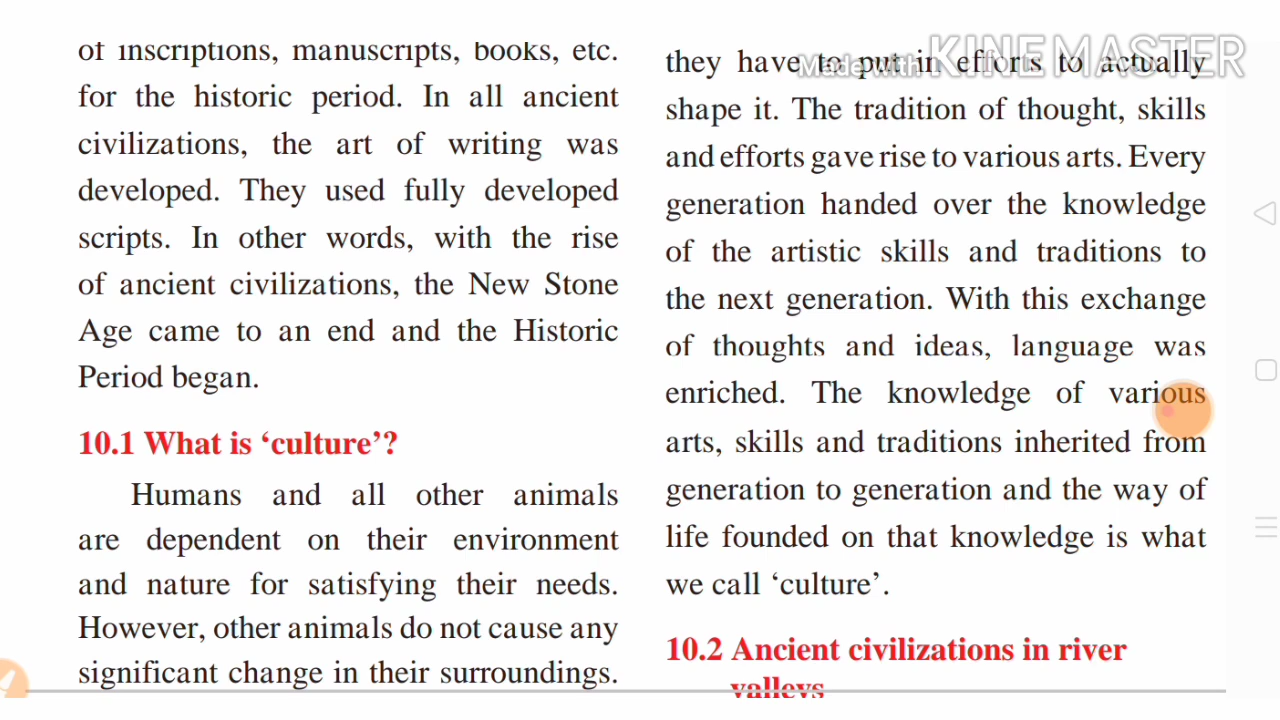 of inscriptions, manuscripts, books, etc.
for the historic period. In all ancient
civilizations, the art of writing was
developed. They used fully developed
scripts. In other words, with the rise
of ancient civilizations, the New Stone
Age came to an end and the Historic
Period began.
10.1 What is ‘culture’?
Humans and all other animals
are dependent on their environment
and nature for satisfying their needs.
However, other animals do not cause any
significant change in their surroundings.
they have to put in efforts to actually
shape it. The tradition of thought, skills
and efforts gave rise to various arts. Every
generation handed over the knowledge
of the artistic skills and traditions to
the next generation. With this exchange
of thoughts and ideas, language was
enriched. The knowledge of various
arts, skills and traditions inherited from
generation to generation and the way of
life founded on that knowledge is what
we call ‘culture’.
10.2 Ancient civilizations in river
valleys
Made with KINEMASTER